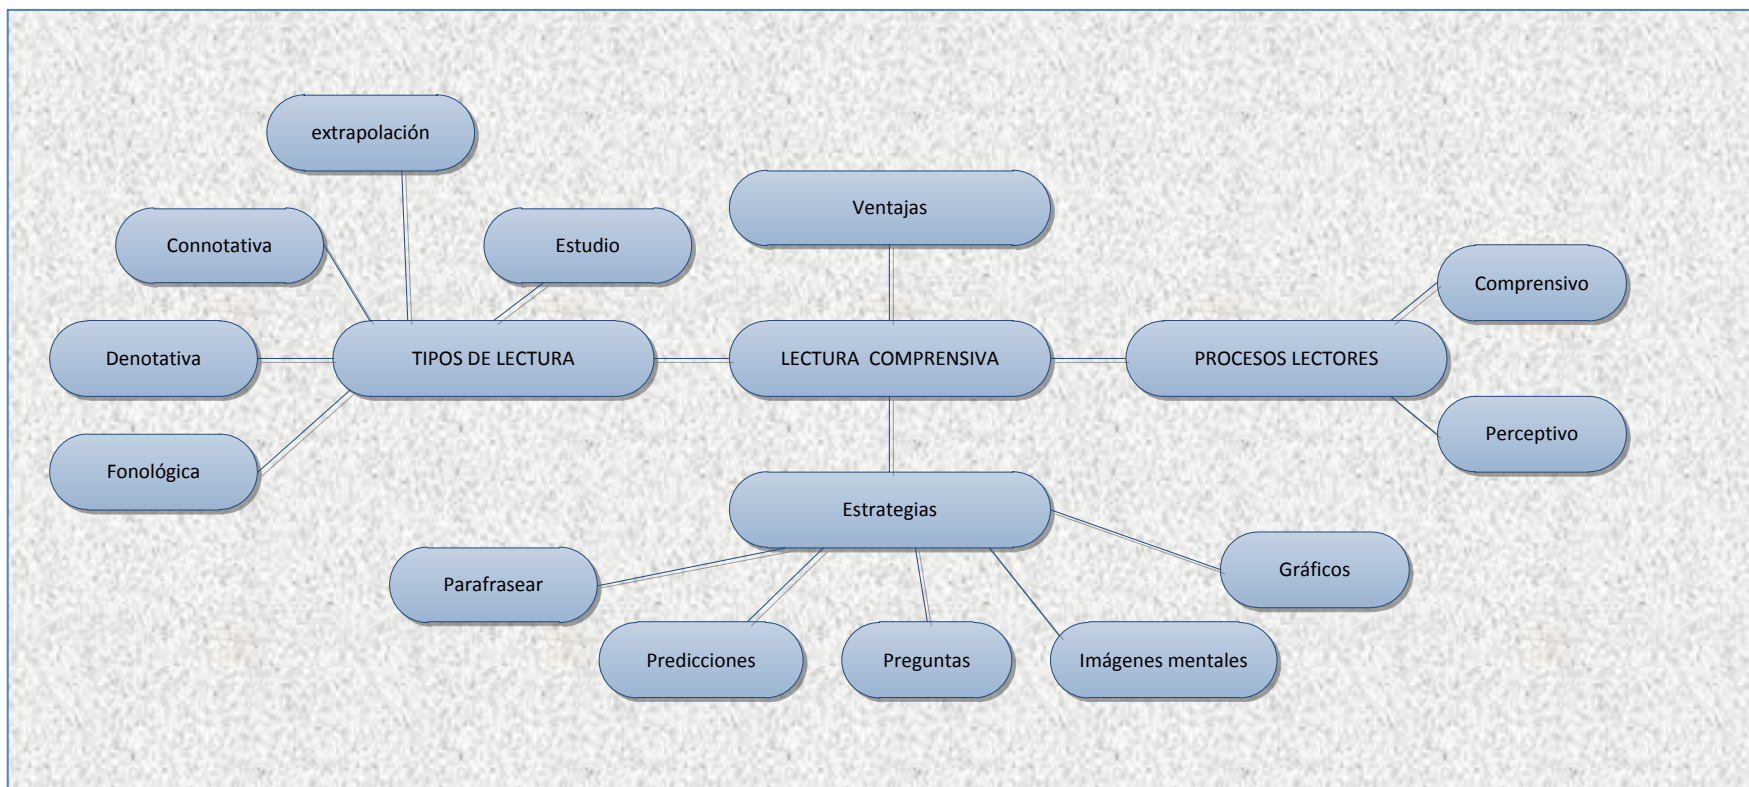 extrapolación
Ventajas
Connotativa
Estudio
Comprensivo
Denotativa
TIPOS DE LECTURA
LECTURA COMPRENSIVA
PROCESOS LECTORES
Perceptivo
Fonológica
Estrategias
Gráficos
Parafrasear
Predicciones
Preguntas
Imágenes mentales